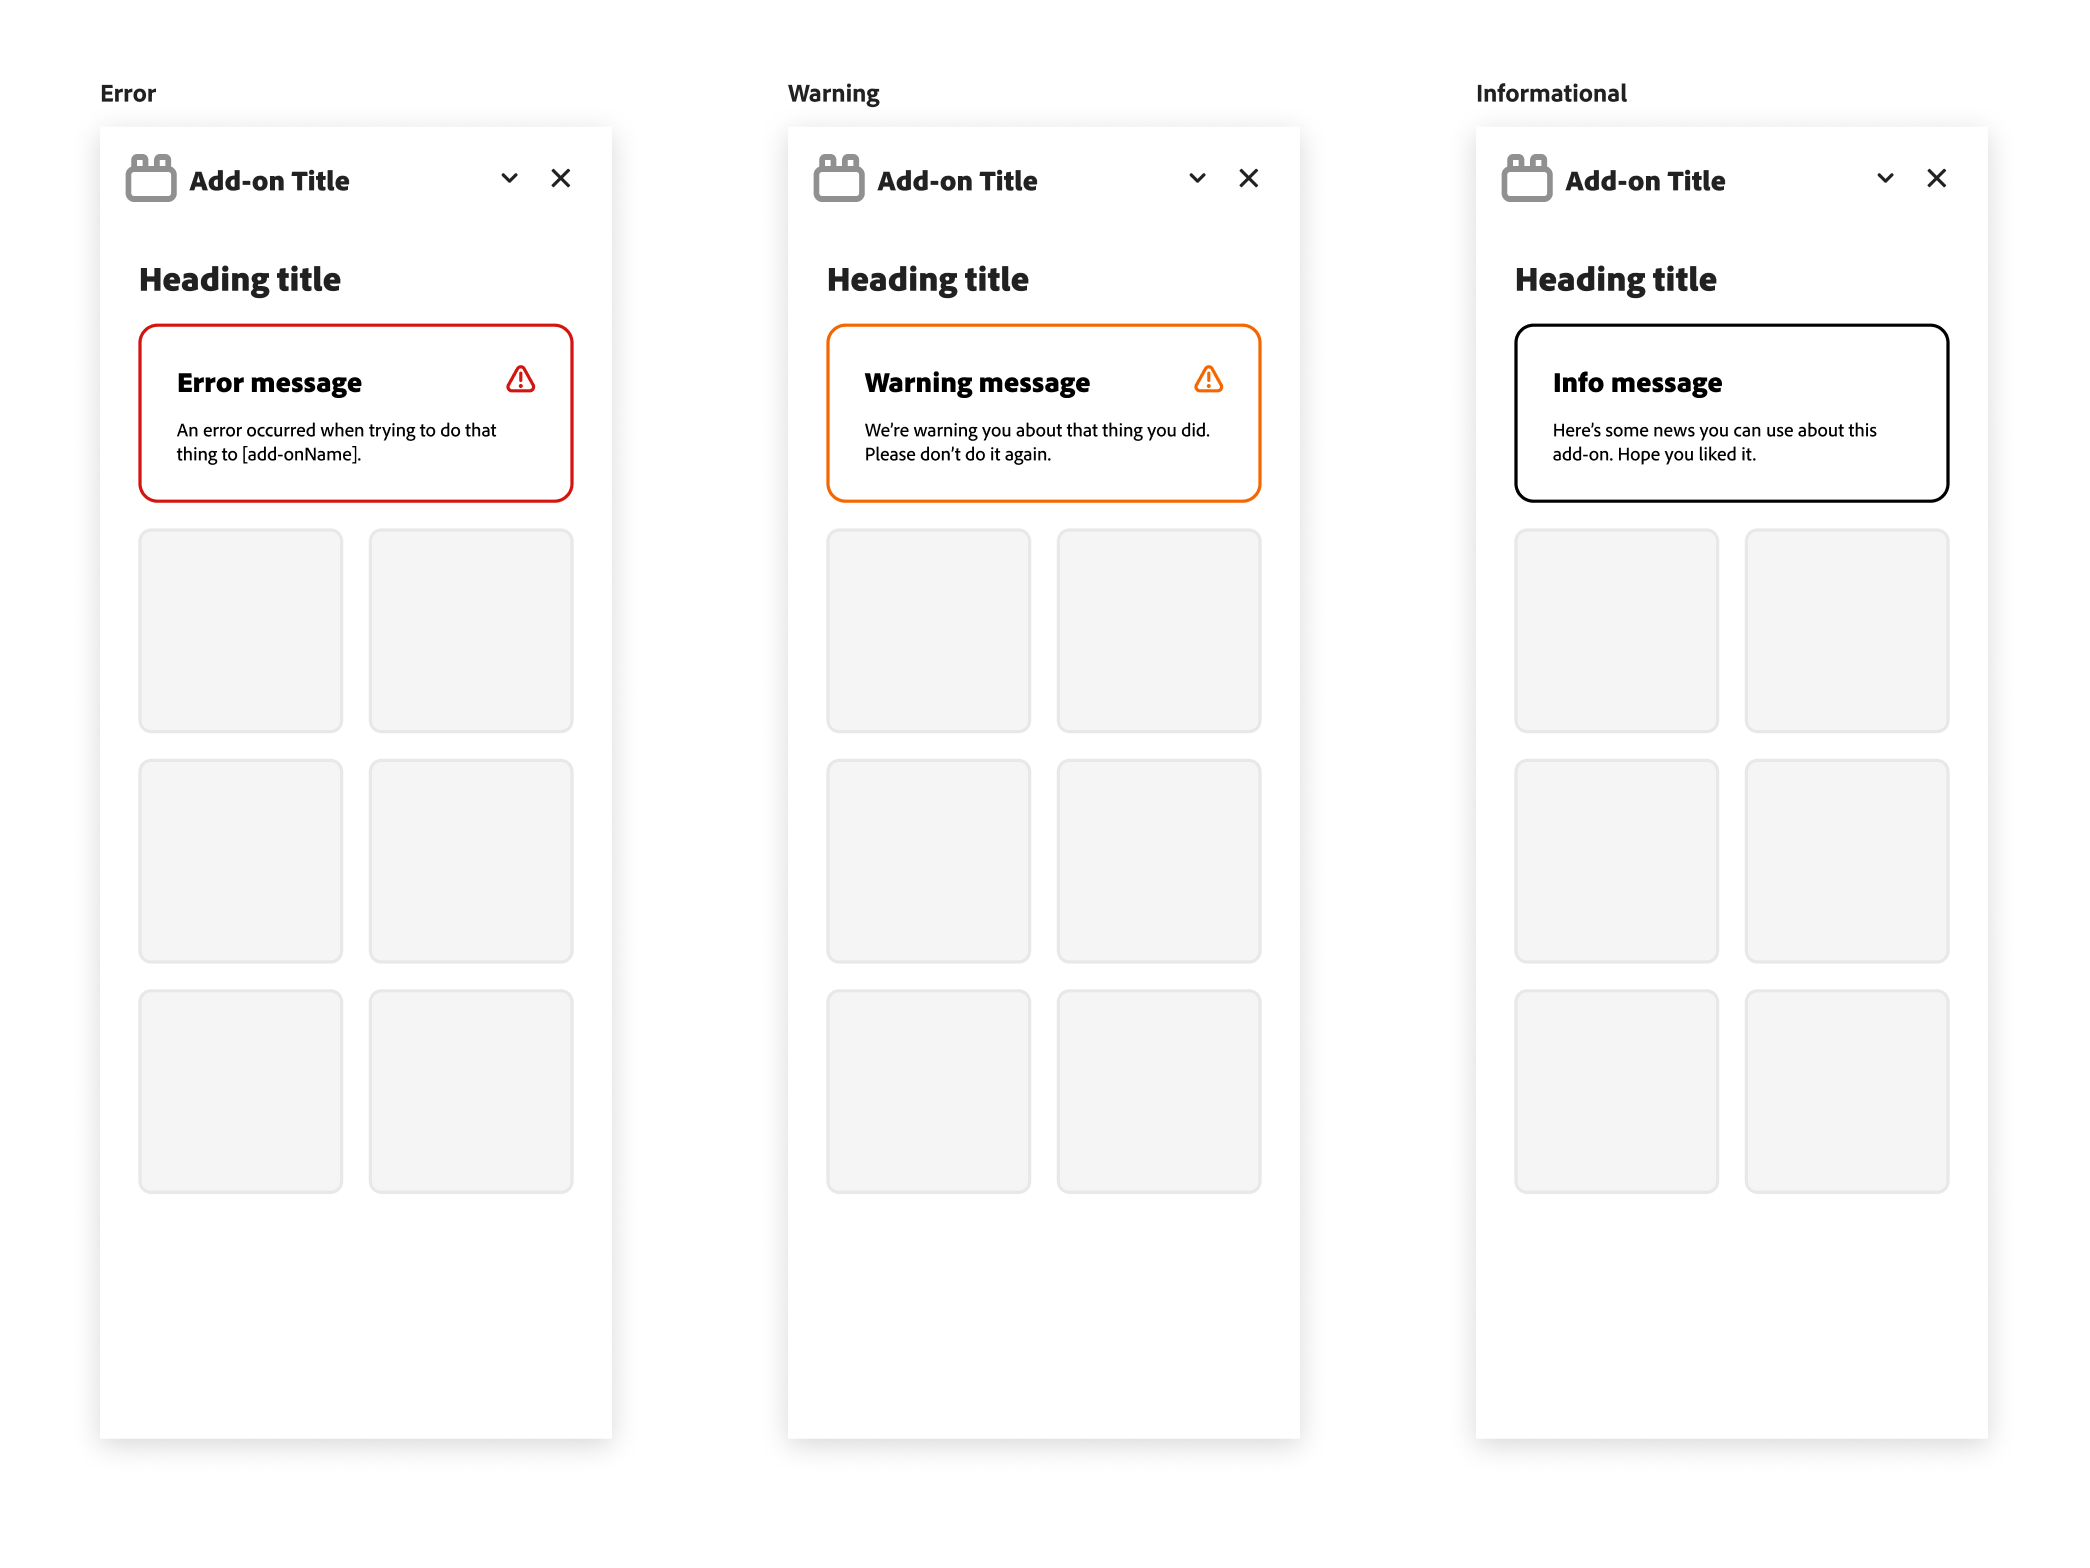 Error
Add-on Title
Heading title
Error message
An error occurred when trying to do that
thing to [add-onName].
Warning
Add-on Title
Heading title
Warning message
We’re warning you about that thing you did.
Please don’t do it again.
Informational
Add-on Title
Heading title
Info message
Here’s some news you can use about this
add-on. Hope you liked it.